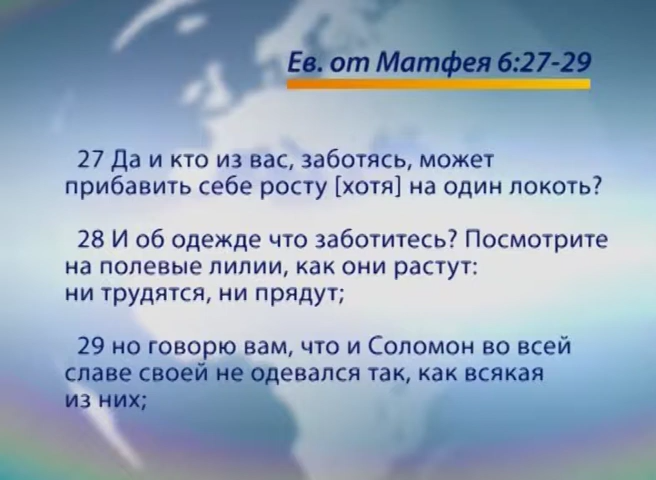 Ев. от Матфея 6:27-29
27 Да и кто из вас, заботясь, может
прибавить себе росту [хотя] на один локоть?
28 И об одежде что заботитесь? Посмотрите
на полевые лилии, как они растут:
ни трудятся, ни прядут;
29 но говорю вам, что и Соломон во всей
славе своей не одевался так, как всякая
из них;